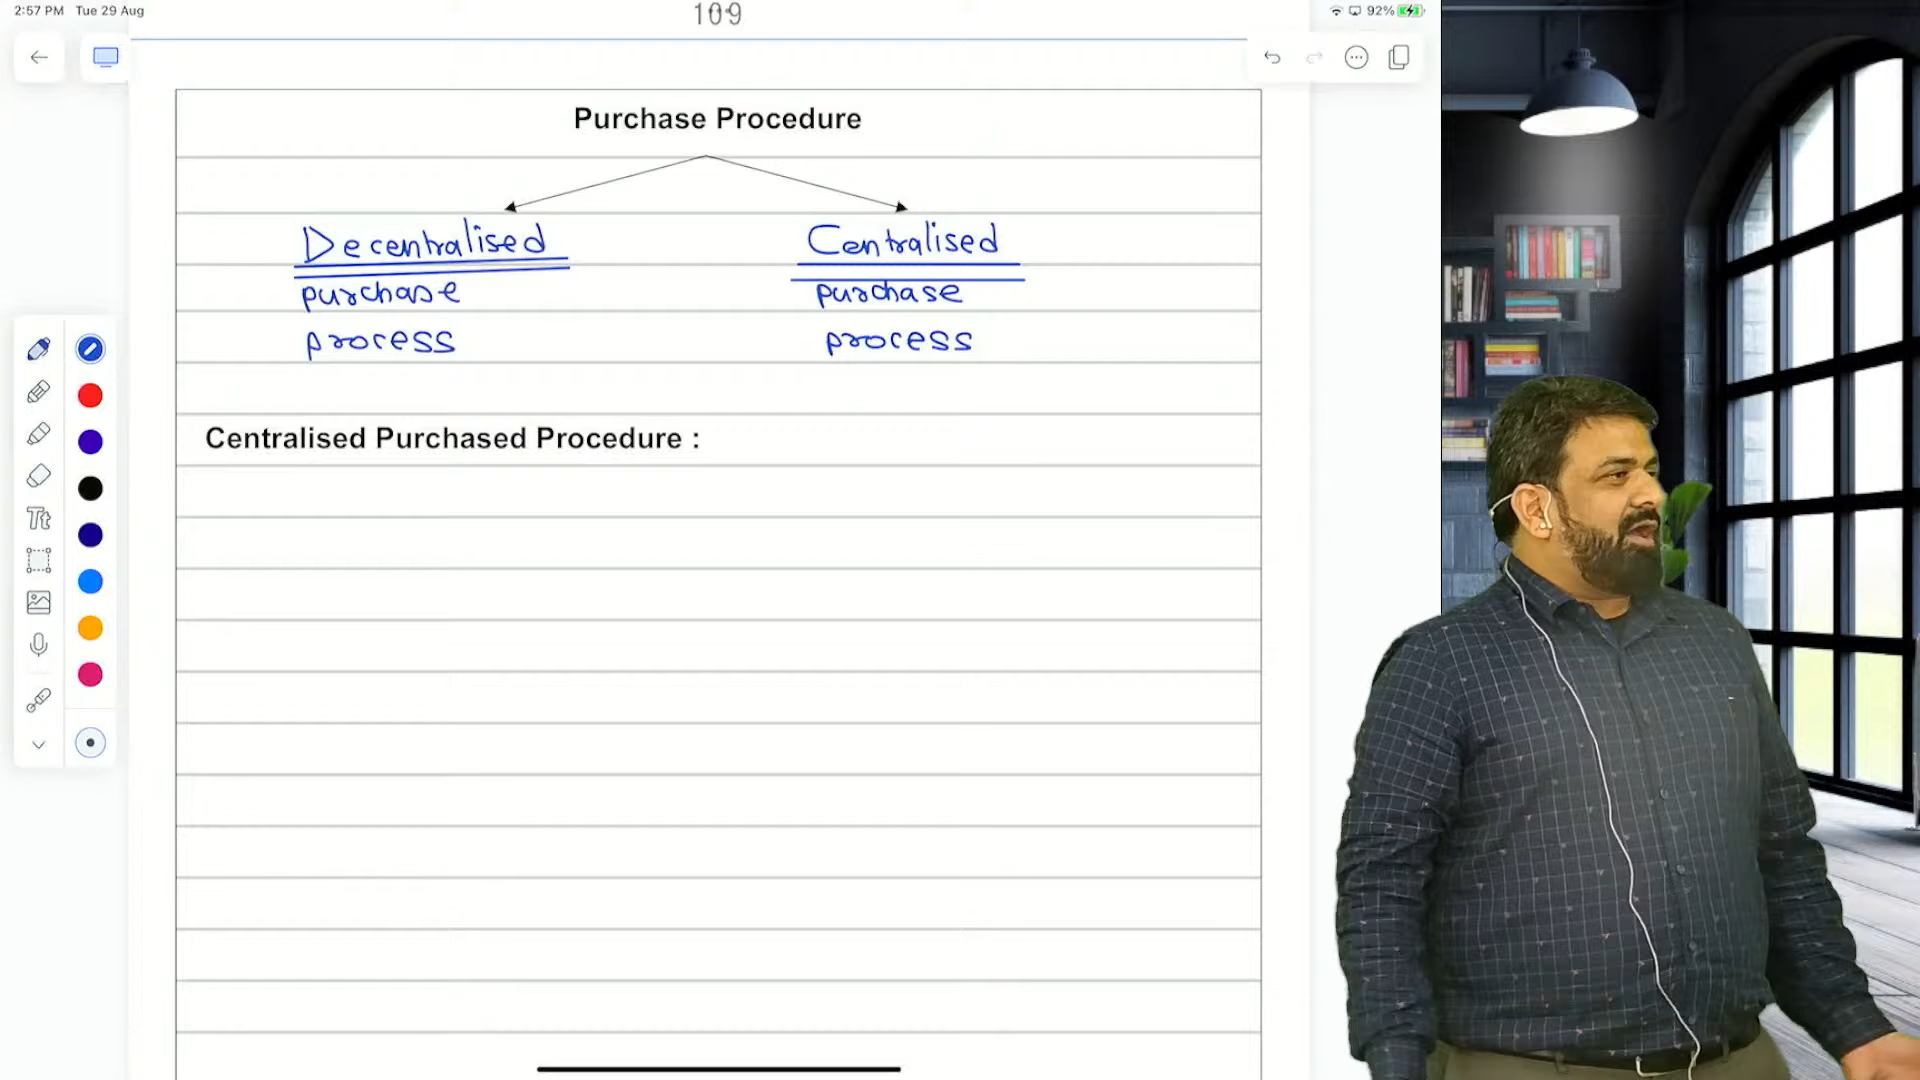 2:57 PM Tue 29 Aug
109
92%
Purchase Procedure
Decentralised Centralised
purchase purchase
process process
Tt
Centralised Purchased Procedure :